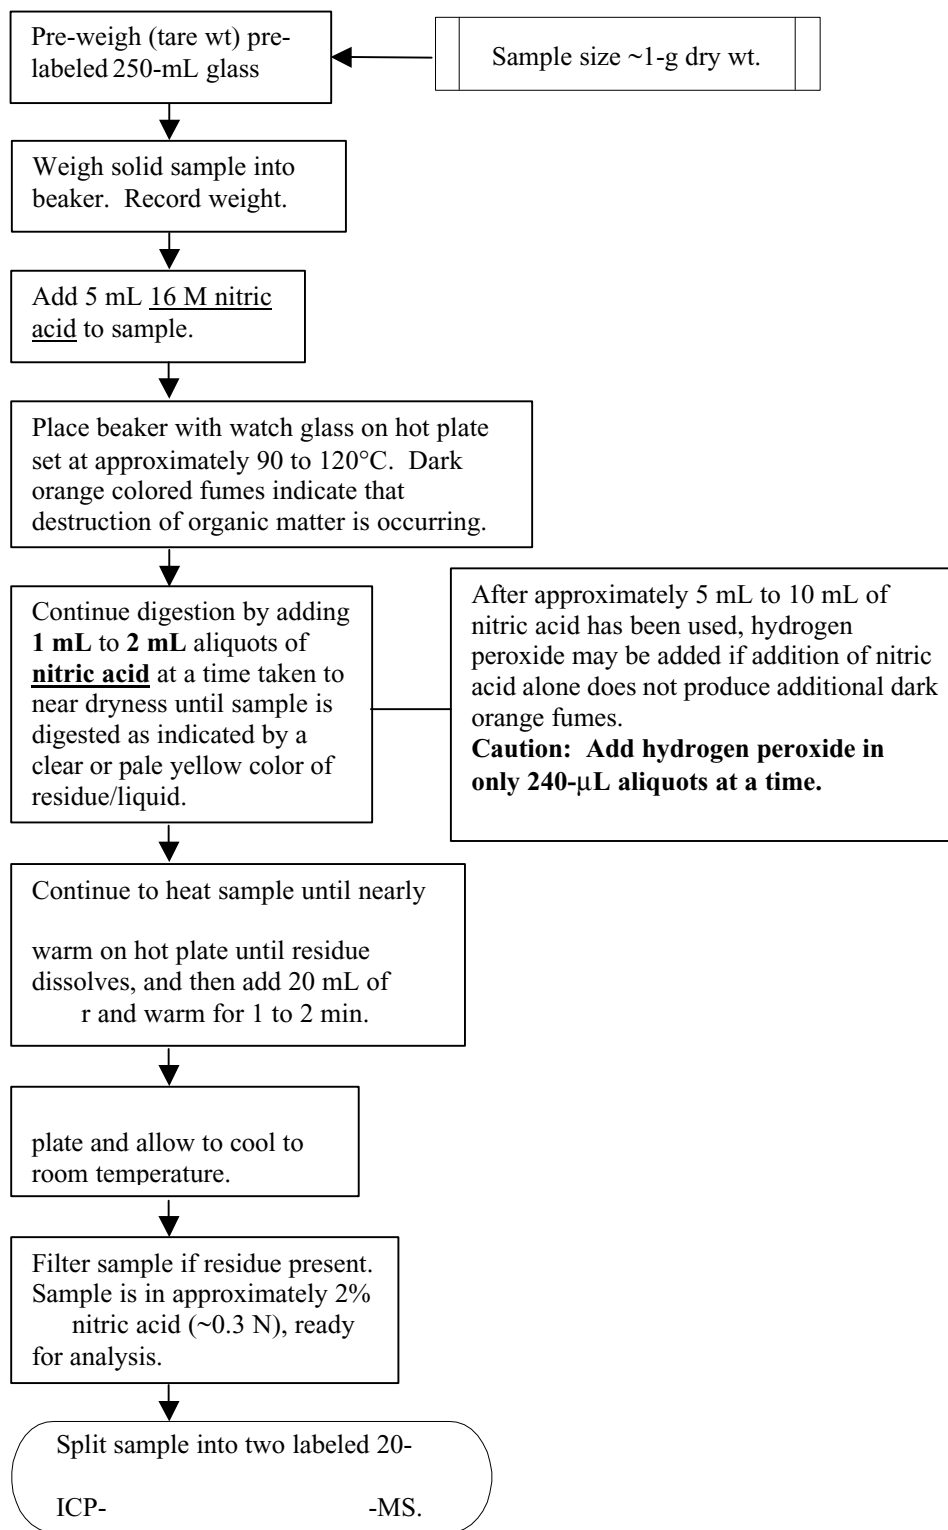 Pre-weigh (tare wt) pre-
labeled 250-mL glass
Sample size ~1-g dry wt.
Weigh solid sample into
beaker.  Record weight.
Add 5 mL 16 M nitric
acid to sample.
Place beaker with watch glass on hot plate
set at approximately 90 to 120°C.  Dark
orange colored fumes indicate that
destruction of organic matter is occurring.
Continue digestion by adding
1 mL to 2 mL aliquots of
nitric acid at a time taken to
near dryness until sample is
digested as indicated by a
clear or pale yellow color of
residue/liquid.
After approximately 5 mL to 10 mL of
nitric acid has been used, hydrogen
peroxide may be added if addition of nitric
acid alone does not produce additional dark
orange fumes.
Caution:  Add hydrogen peroxide in
only 240-μL aliquots at a time.
Continue to heat sample until nearly
warm on hot plate until residue
dissolves, and then add 20 mL of
r and warm for 1 to 2 min.
plate and allow to cool to
room temperature.
Filter sample if residue present.
Sample is in approximately 2%
nitric acid (~0.3 N), ready
for analysis.
Split sample into two labeled 20-
ICP- -MS.